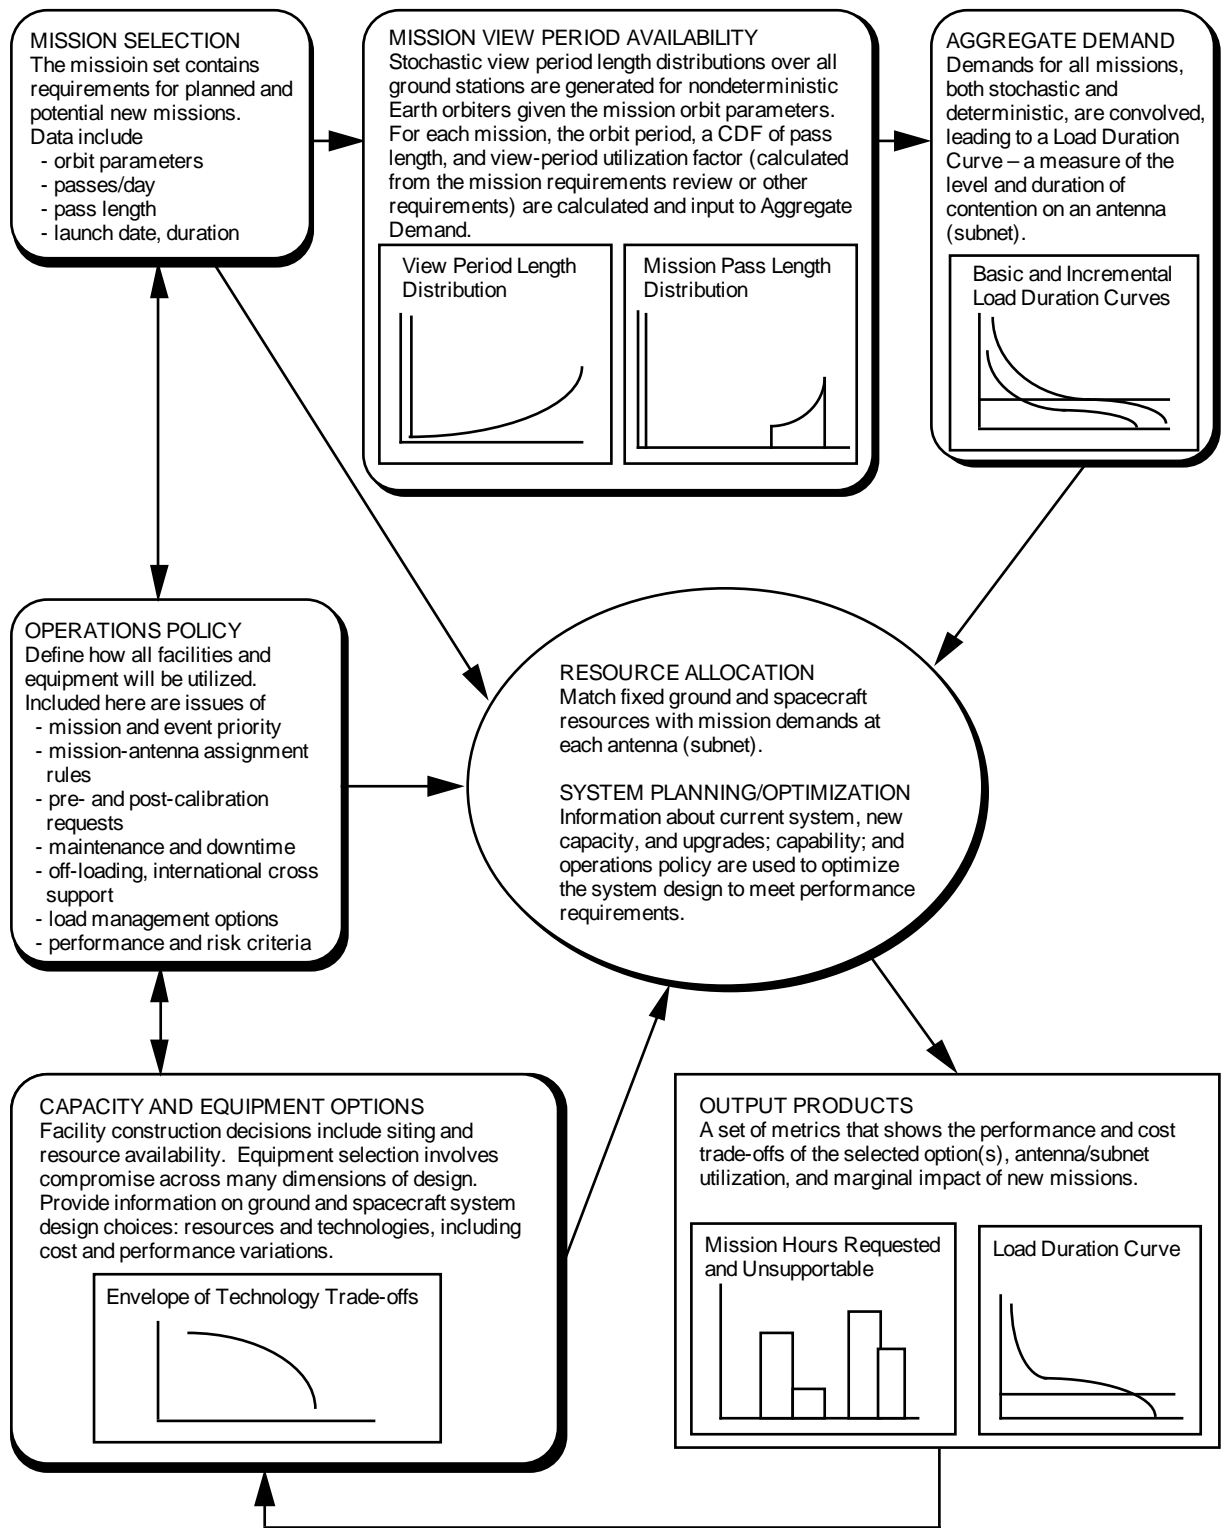 MISSION SELECTION
The missioin set contains
requirements for planned and
potential new missions.
Data include
- orbit parameters
- passes/day
- pass length
- launch date, duration
MISSION VIEW PERIOD AVAILABILITY
Stochastic view period length distributions over all
ground stations are generated for nondeterministic
Earth orbiters given the mission orbit parameters.
For each mission, the orbit period, a CDF of pass
length, and view-period utilization factor (calculated
from the mission requirements review or other
requirements) are calculated and input to Aggregate
Demand.
View Period Length
Distribution
Mission Pass Length
Distribution
AGGREGATE DEMAND
Demands for all missions,
both stochastic and
deterministic, are convolved,
leading to a Load Duration
Curve – a measure of the
level and duration of
contention on an antenna
(subnet).
Basic and Incremental
Load Duration Curves
OPERATIONS POLICY
Define how all facilities and
equipment will be utilized.
Included here are issues of
- mission and event priority
- mission-antenna assignment
rules
- pre- and post-calibration
requests
- maintenance and downtime
- off-loading, international cross
support
- load management options
- performance and risk criteria
RESOURCE ALLOCATION
Match fixed ground and spacecraft
resources with mission demands at
each antenna (subnet).
SYSTEM PLANNING/OPTIMIZATION
Information about current system, new
capacity, and upgrades; capability; and
operations policy are used to optimize
the system design to meet performance
requirements.
CAPACITY AND EQUIPMENT OPTIONS
Facility construction decisions include siting and
resource availability.  Equipment selection involves
compromise across many dimensions of design.
Provide information on ground and spacecraft system
design choices: resources and technologies, including
cost and performance variations.
Envelope of Technology Trade-offs
OUTPUT PRODUCTS
A set of metrics that shows the performance and cost
trade-offs of the selected option(s), antenna/subnet
utilization, and marginal impact of new missions.
Mission Hours Requested
and Unsupportable
Load Duration Curve